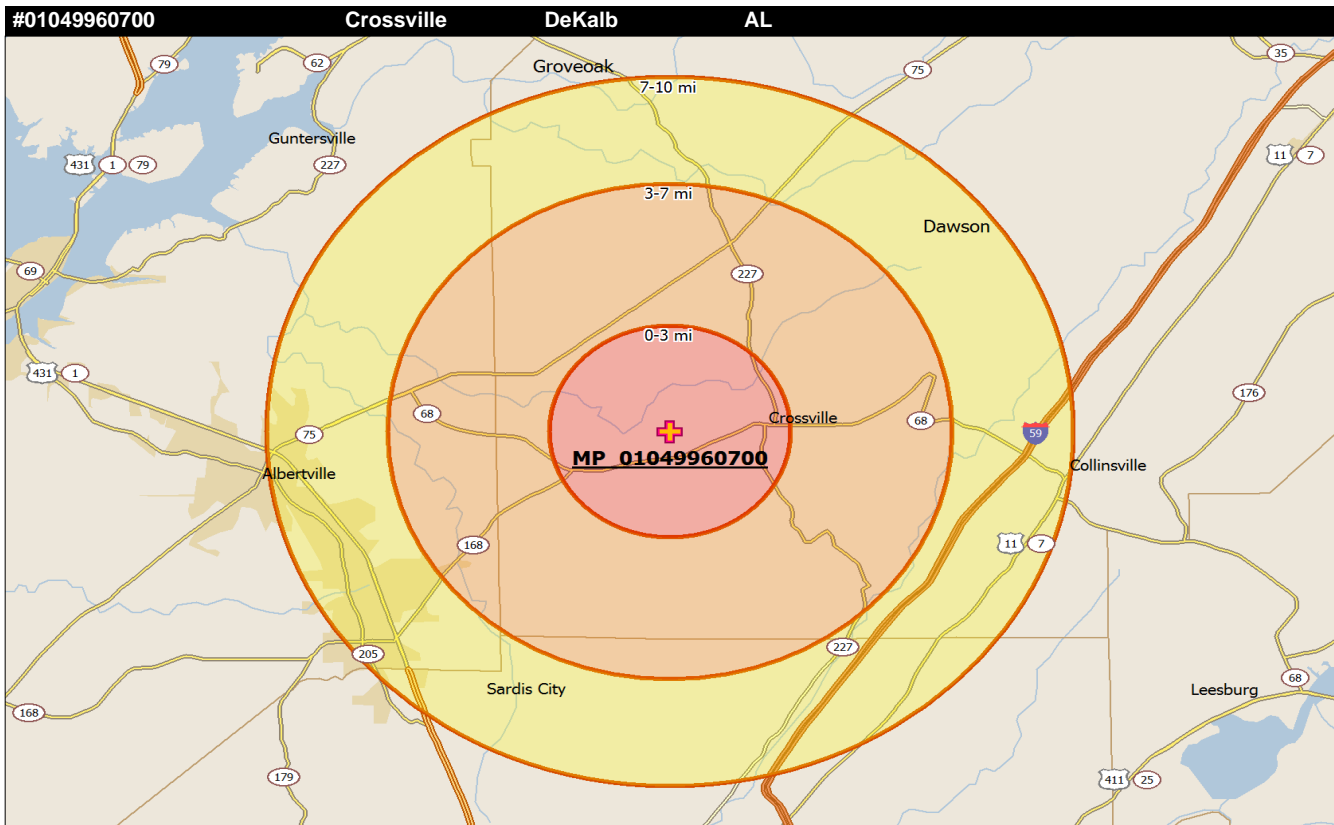 #01049960700 Crossville DeKalb AL
79
62
Groveoak
75
35
7-10 mi
Guntersville
431 1 79
227
11 7
3-7 mi
Dawson
69
227
0-3 mi
431 1
176
68
Crossville
68
75
59
MP 01049960700
Albertville
Collinsville
168
11 7
227
205
Sardis City
68
Leesburg
168
179
411 25